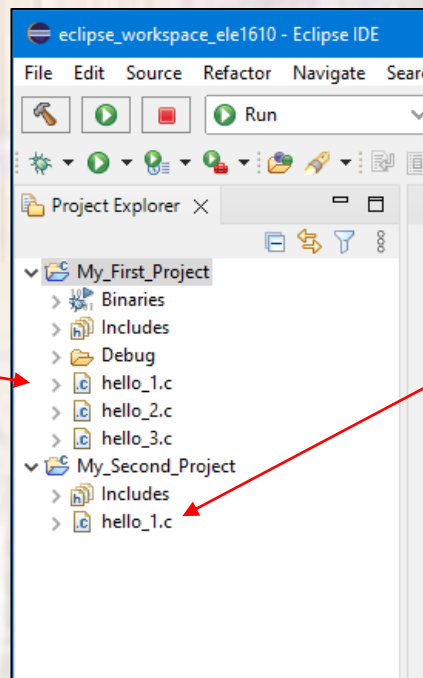 eclipse_workspace_ele1610 - Eclipse IDE
File Edit Source Refactor Navigate
Run
Project Explorer
My_First_Project
Binaries
Includes
Debug
hello_1.c
hello_2.c
hello_3.c
My_Second_Project
Includes
hello_1.c